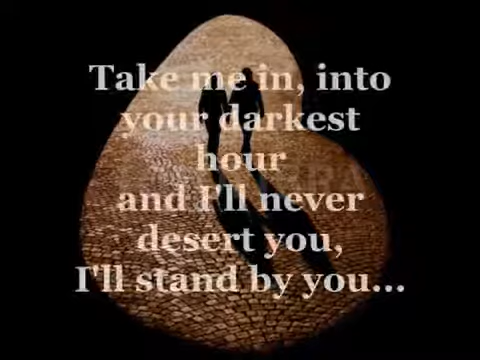 Take me in, into
your darkest
hour
and I'll never
desert you,
I'll stand by you...